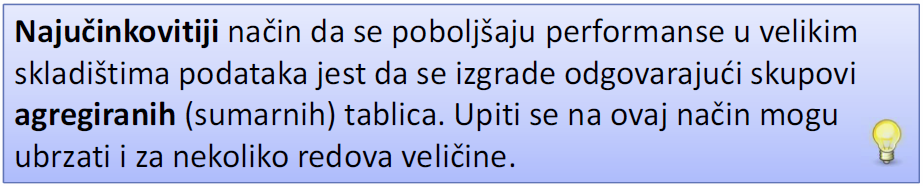 Najučinkovitiji način da se poboljšaju performanse u velikim
skladištima podataka jest da se izgrade odgovarajući skupovi
agregiranih (sumarnih) tablica. Upiti se na ovaj način mogu
ubrzati i za nekoliko redova veličine.